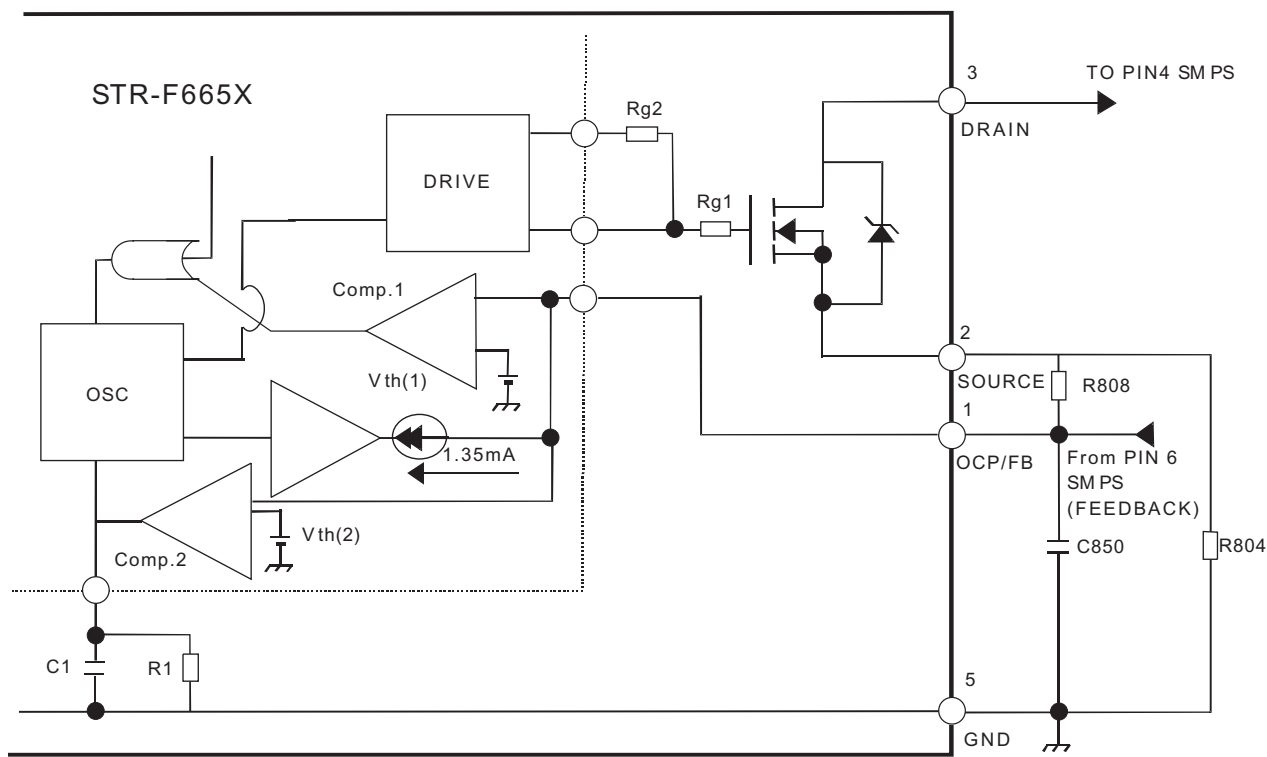 STR-F665X
3
TO PIN4 SMPS
DRAIN
Rg2
DRIVE
Rg1
Comp.1
Vth(1)
OSC
1.35mA
2
SOURCE
R808
1
OCP/FB
From PIN 6
SMPS
(FEEDBACK)
Vth(2)
Comp.2
C850
R804
C1
R1
5
GND